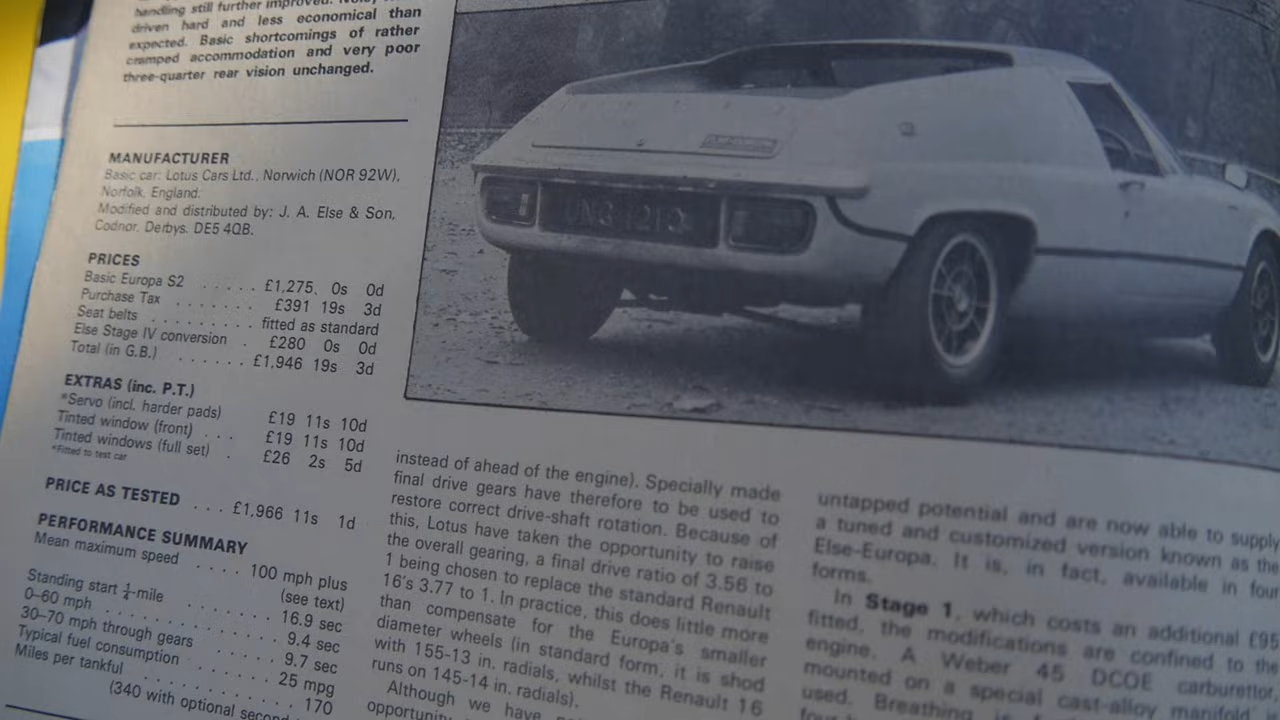 handling still further improved. Noisy
driven hard and less economical than
expected. Basic shortcomings of rather
cramped accommodation and very poor
three-quarter rear vision unchanged.
MANUFACTURER
Basic car: Lotus Cars Ltd., Norwich (NOR 92W),
Norfolk, England.
Modified and distributed by: J. A. Else & Son,
Codnor, Derbys. DE5 4QB.
PRICES
Basic Europa S2 . . . . . £1,275 0s 0d
Purchase Tax . . . . . . . £391 19s 3d
Seat belts . . . . . . . . . fitted as standard
Else Stage IV conversion . £280 0s 0d
Total (in G.B.) . . . . . . £1,946 19s 3d
EXTRAS (inc. P.T.)
*Servo (incl. harder pads) £19 11s 10d
Tinted window (front) . . . £19 11s 10d
Tinted windows (full set) . £26 2s 5d
*Fitted to test car
PRICE AS TESTED . . . £1,966 11s 1d
PERFORMANCE SUMMARY
Mean maximum speed . . . . 100 mph plus
(see text)
Standing start ¼-mile . . . . . . . 16.9 sec
0–60 mph . . . . . . . . . . . . . 9.4 sec
30–70 mph through gears . . . . . 9.7 sec
Typical fuel consumption . . . . . 25 mpg
Miles per tankful . . . . . . . . . . 170
(340 with optional second
instead of ahead of the engine). Specially made
final drive gears have therefore to be used to
restore correct drive-shaft rotation. Because of
this, Lotus have taken the opportunity to raise
the overall gearing, a final drive ratio of 3.56 to
1 being chosen to replace the standard Renault
16's 3.77 to 1. In practice, this does little more
than compensate for the Europa's smaller
diameter wheels (in standard form, it is shod
with 155-13 in. radials, whilst the Renault 16
runs on 145-14 in. radials).
Although we have
opportunity
untapped potential and are now able to supply
a tuned and customized version known as the
Else-Europa. It is, in fact, available in four
forms.
In Stage 1, which costs an additional £95
fitted, the modifications are confined to the
engine. A Weber 45 DCOE carburettor,
mounted on a special cast-alloy manifold is
used. Breathing is